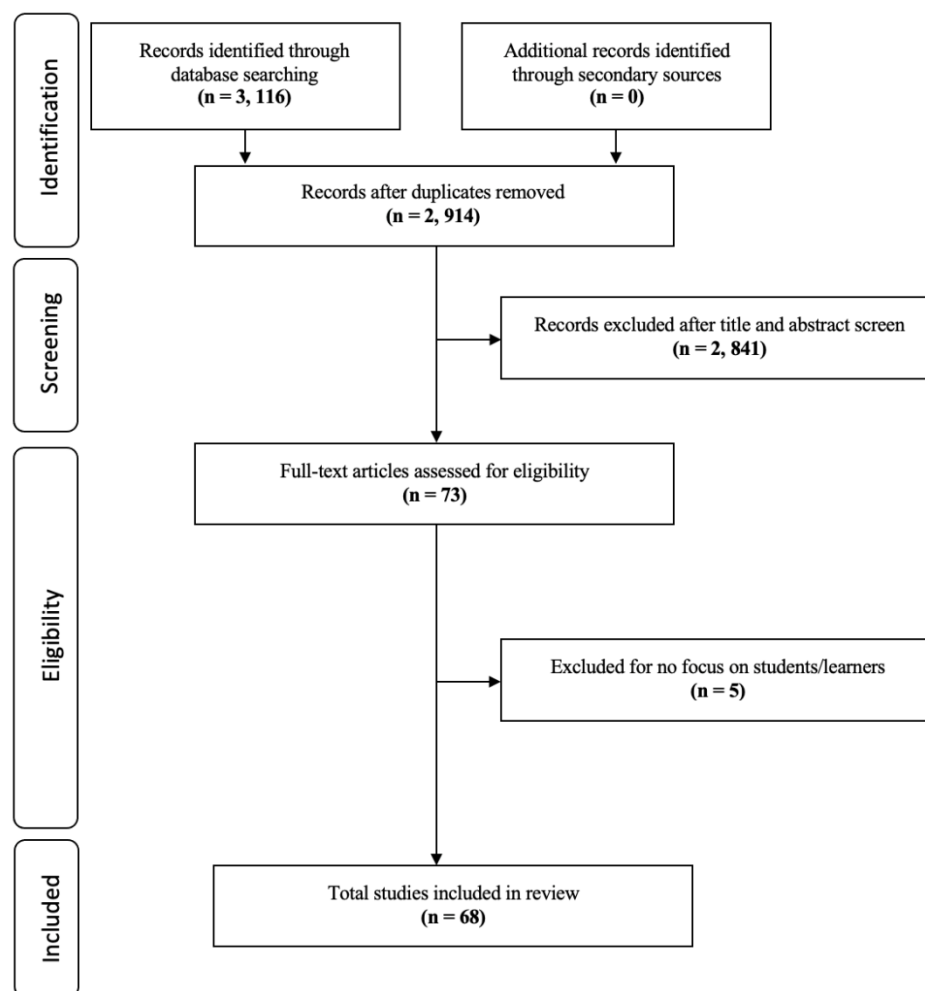 Identification
Records identified through
database searching
(n = 3, 116)
Additional records identified
through secondary sources
(n = 0)
Records after duplicates removed
(n = 2, 914)
Screening
Records excluded after title and abstract screen
(n = 2, 841)
Eligibility
Full-text articles assessed for eligibility
(n = 73)
Excluded for no focus on students/learners
(n = 5)
Included
Total studies included in review
(n = 68)